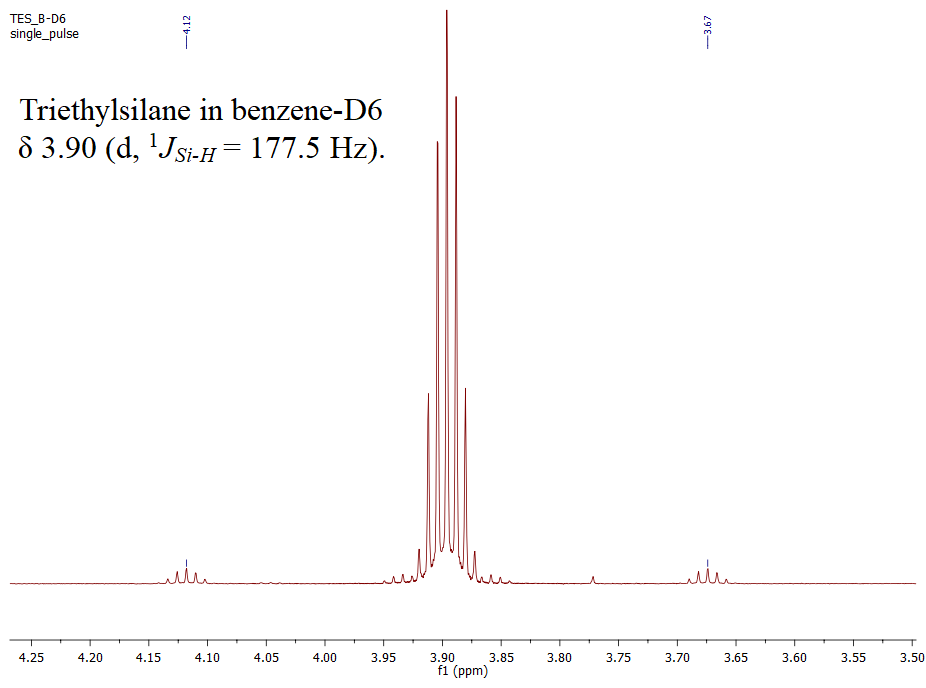 TES_B-D6
single_pulse
4.12
3.67
Triethylsilane in benzene-D6
δ 3.90 (d, ¹J_Si-H = 177.5 Hz).
4.25 4.20 4.15 4.10 4.05 4.00 3.95 3.90 3.85 3.80 3.75 3.70 3.65 3.60 3.55 3.50
f1 (ppm)